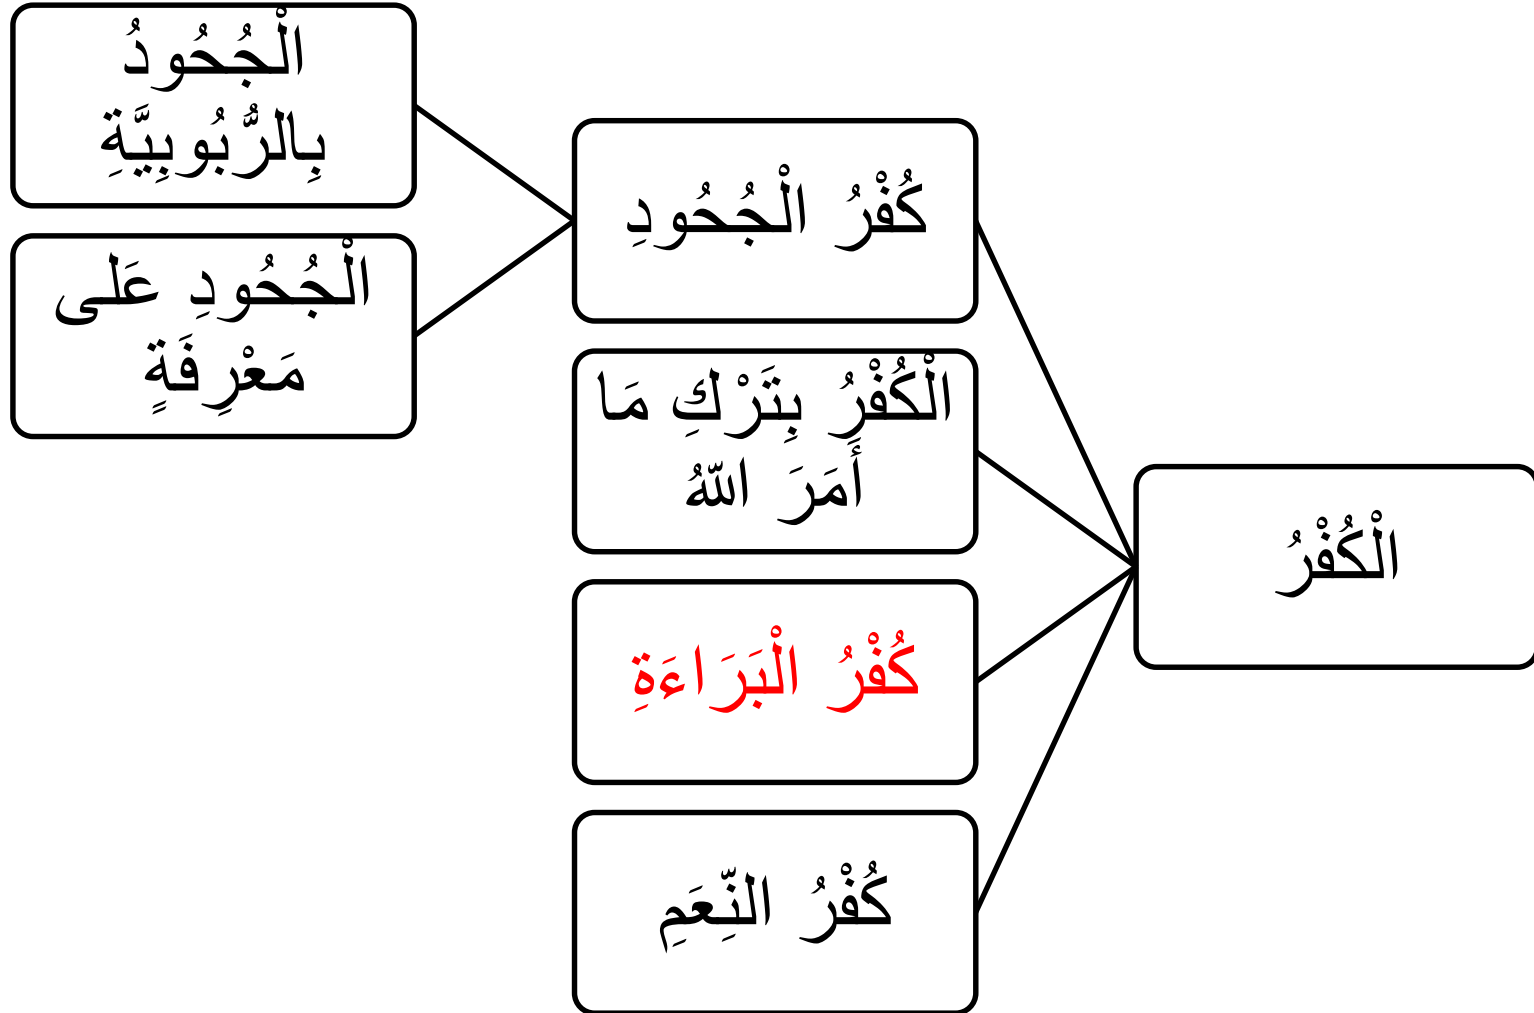 الْكُفْرُ
كُفْرُ الْجُحُودِ
الْجُحُودُ
بِالرُّبُوبِيَّةِ
الْجُحُودِ عَلى
مَعْرِفَةٍ
الْكُفْرُ بِتَرْكِ مَا
أَمَرَ اللّهُ
كُفْرُ الْبَرَاءَةِ
كُفْرُ النِّعَمِ